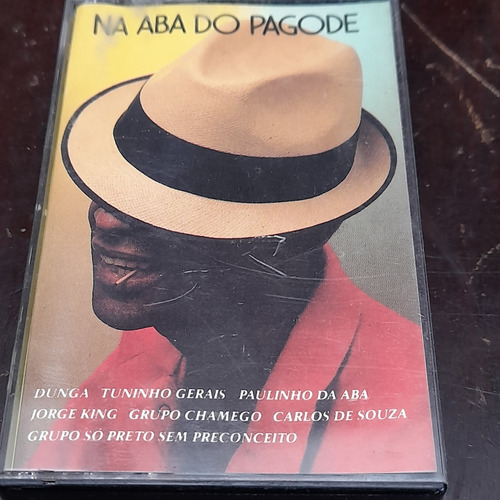 NA ABA DO PAGODE
DUNGA TUNINHO GERAIS PAULINHO DA ABA
JORGE KING GRUPO CHAMEGO CARLOS DE SOUZA
GRUPO SÓ PRETO SEM PRECONCEITO